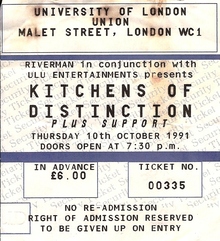 UNIVERSITY OF LONDON
UNION
MALET STREET, LONDON WC1
RIVERMAN in conjunction with
ULU ENTERTAINMENTS presents
KITCHENS OF
DISTINCTION
PLUS SUPPORT
THURSDAY 10th OCTOBER 1991
DOORS OPEN AT 7:30 p.m.
IN ADVANCE
£6.00
TICKET NO.
00335
NO RE-ADMISSION
RIGHT OF ADMISSION RESERVED
TO BE GIVEN UP ON ENTRY